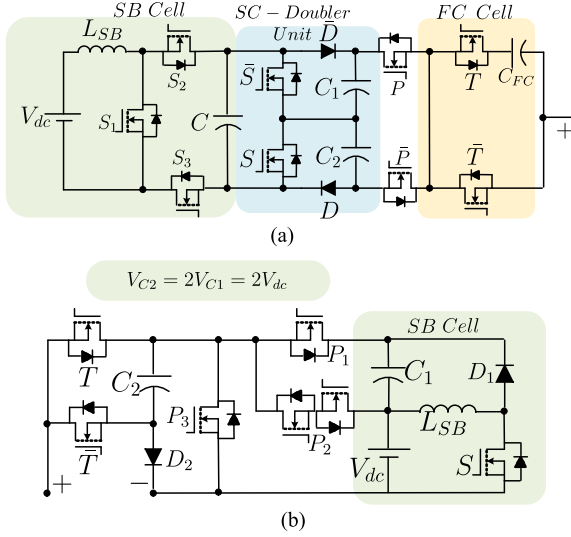 SB Cell
SC – Doubler
Unit
FC Cell
L_SB
S_2
D̄
S̄
C_1
P
T
C_FC
V_dc
S_1
C
+
S_3
S
C_2
P̄
T̄
D
(a)
V_C2 = 2V_C1 = 2V_dc
SB Cell
T
C_2
P_1
C_1
D_1
P_3
P_2
L_SB
T̄
D_2
V_dc
S
+
−
(b)